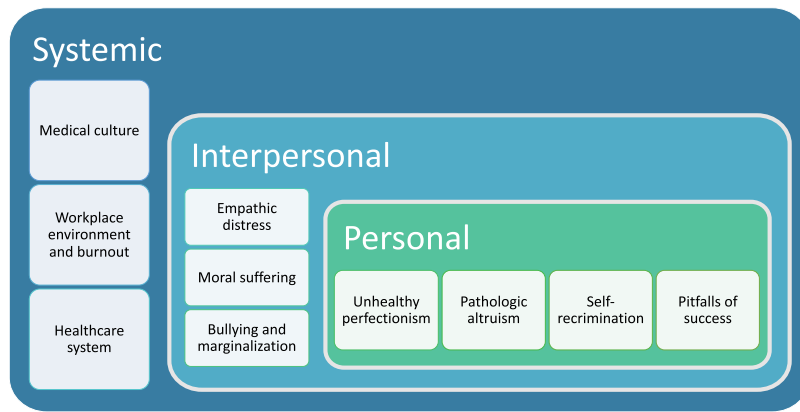 Systemic
Medical culture
Workplace
environment
and burnout
Healthcare
system
Interpersonal
Empathic
distress
Moral suffering
Bullying and
marginalization
Personal
Unhealthy
perfectionism
Pathologic
altruism
Self-
recrimination
Pitfalls of
success